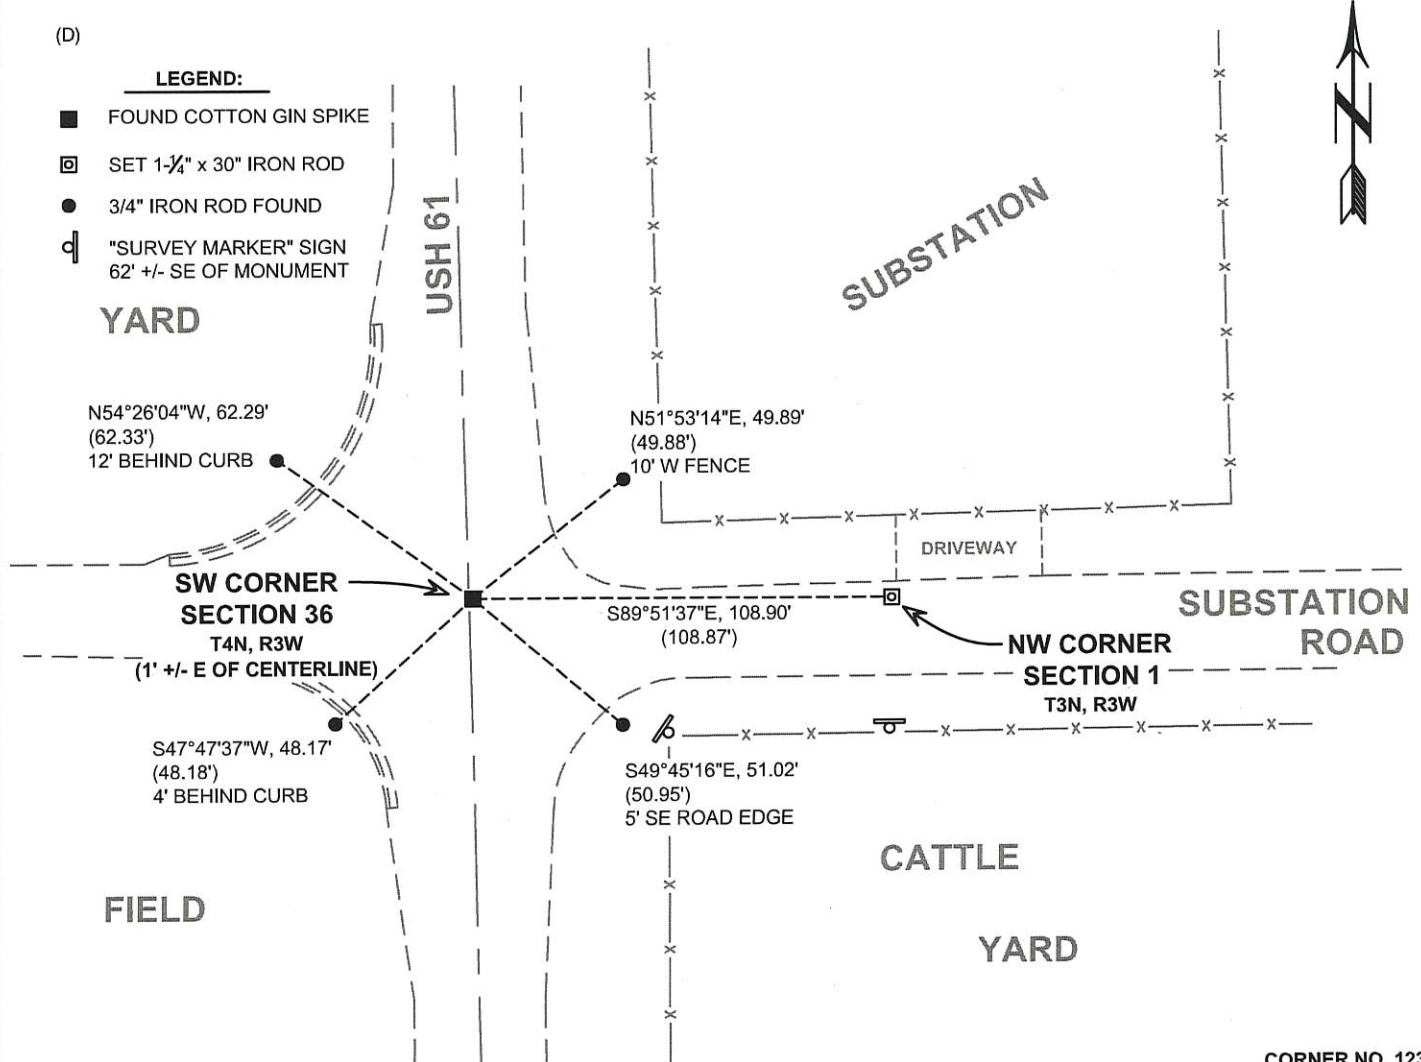 (D)
LEGEND:
FOUND COTTON GIN SPIKE
SET 1-¼" x 30" IRON ROD
3/4" IRON ROD FOUND
"SURVEY MARKER" SIGN
62' +/- SE OF MONUMENT
N
YARD
USH 61
SUBSTATION
N54°26'04"W, 62.29'
(62.33')
12' BEHIND CURB
N51°53'14"E, 49.89'
(49.88')
10' W FENCE
DRIVEWAY
SW CORNER
SECTION 36
T4N, R3W
(1' +/- E OF CENTERLINE)
S89°51'37"E, 108.90'
(108.87')
NW CORNER
SECTION 1
T3N, R3W
SUBSTATION
ROAD
S47°47'37"W, 48.17'
(48.18')
4' BEHIND CURB
S49°45'16"E, 51.02'
(50.95')
5' SE ROAD EDGE
FIELD
CATTLE
YARD
CORNER NO. 123